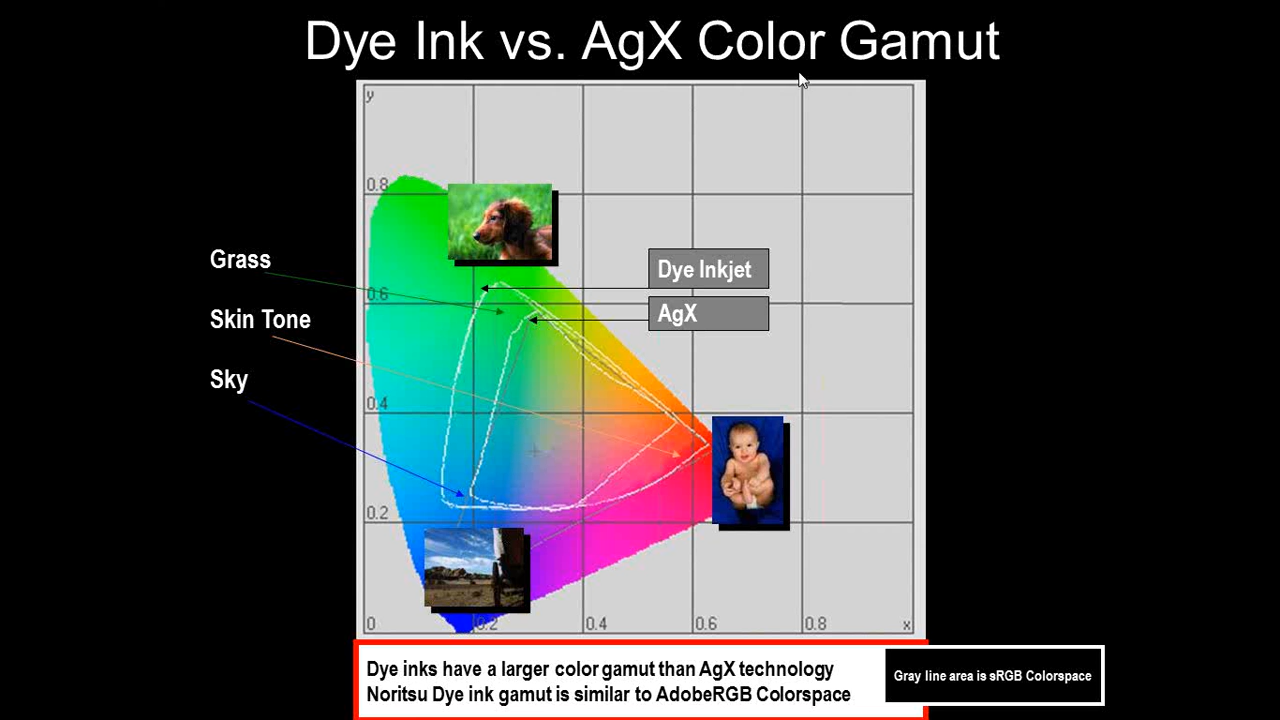 Dye Ink vs. AgX Color Gamut
y
0.8
Grass
Dye Inkjet
0.6
Skin Tone
AgX
Sky
0.4
0.2
0
0.2
0.4
0.6
0.8
x
Dye inks have a larger color gamut than AgX technology
Noritsu Dye ink gamut is similar to AdobeRGB Colorspace
Gray line area is sRGB Colorspace